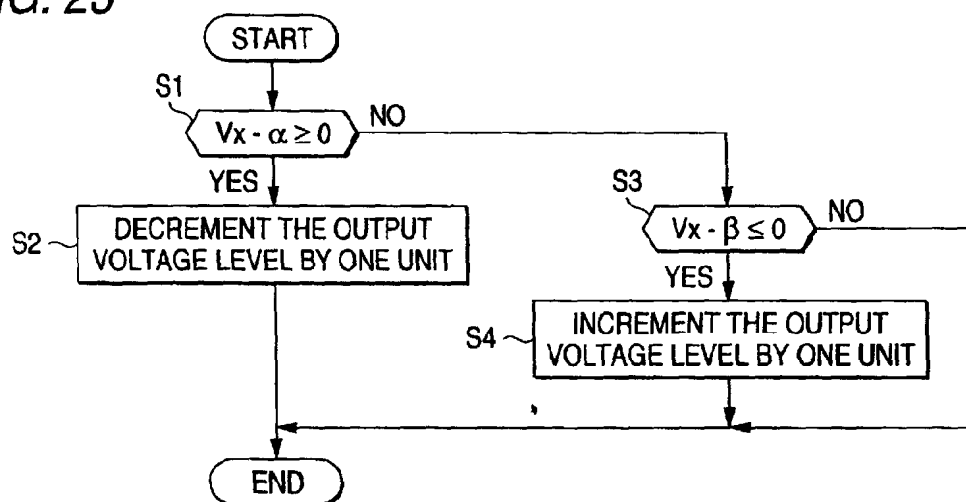 START
S1
Vx - α ≥ 0
NO
YES
S2
DECREMENT THE OUTPUT
VOLTAGE LEVEL BY ONE UNIT
S3
Vx - β ≤ 0
NO
YES
S4
INCREMENT THE OUTPUT
VOLTAGE LEVEL BY ONE UNIT
END